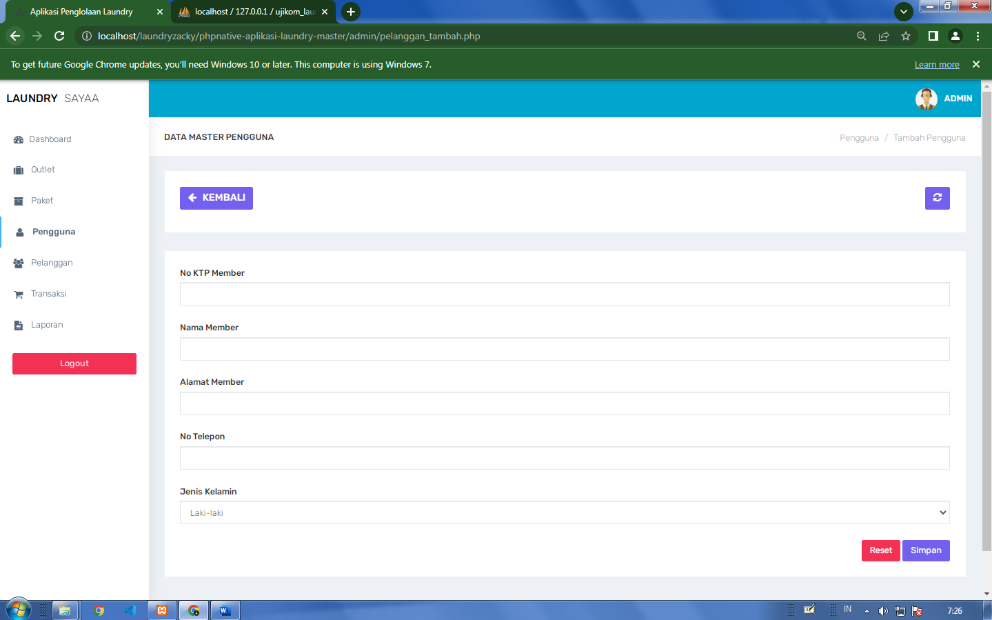 Aplikasi Penglolaan Laundry
localhost / 127.0.0.1 / ujikom_lau
localhost/laundryzacky/phpnative-aplikasi-laundry-master/admin/pelanggan_tambah.php
To get future Google Chrome updates, you'll need Windows 10 or later. This computer is using Windows 7.
Learn more
LAUNDRY SAYAA
ADMIN
DATA MASTER PENGGUNA
Pengguna / Tambah Pengguna
Dashboard
Outlet
Paket
Pengguna
Pelanggan
Transaksi
Laporan
Logout
KEMBALI
No KTP Member
Nama Member
Alamat Member
No Telepon
Jenis Kelamin
Laki-laki
Reset
Simpan
IN
7:26